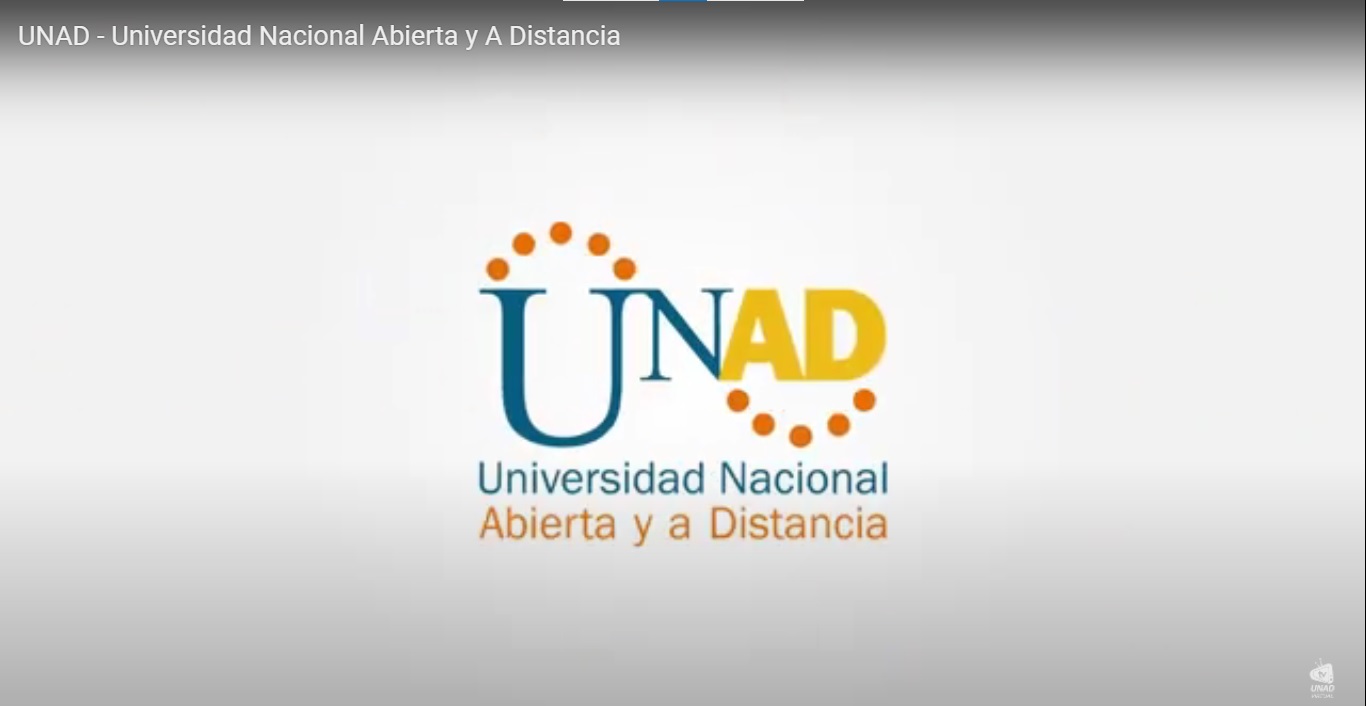 UNAD - Universidad Nacional Abierta y A Distancia
UNAD
Universidad Nacional
Abierta y a Distancia
UNAD